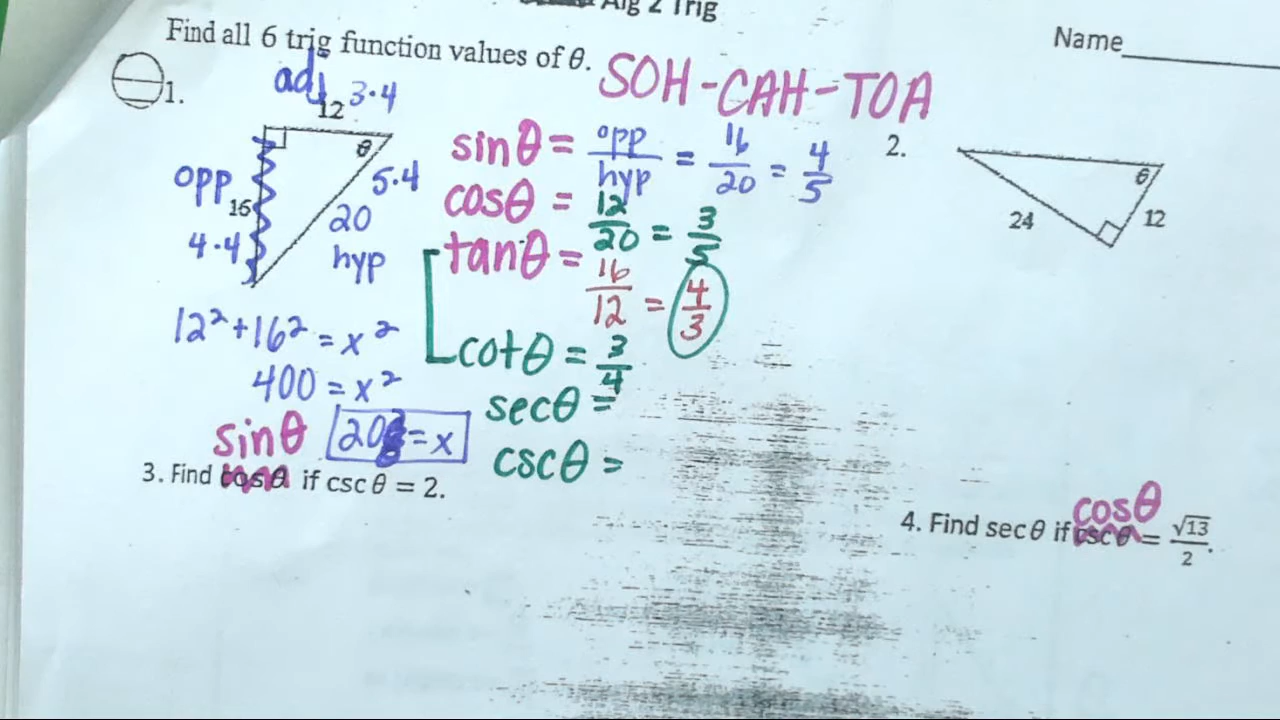 Alg 2 Trig
Name
Find all 6 trig function values of θ.
SOH-CAH-TOA
1.
adj
12 3·4
θ
opp
16
4·4
5·4
20
hyp
12² + 16² = x²
400 = x²
20 = x
sinθ = opp/hyp = 16/20 = 4/5
cosθ = 12/20 = 3/5
tanθ = 16/12 = 4/3
cotθ = 3/4
secθ =
cscθ =
2.
θ
24
12
sinθ
3. Find cosθ if cscθ = 2.
cosθ
4. Find secθ if cscθ = √13/2.